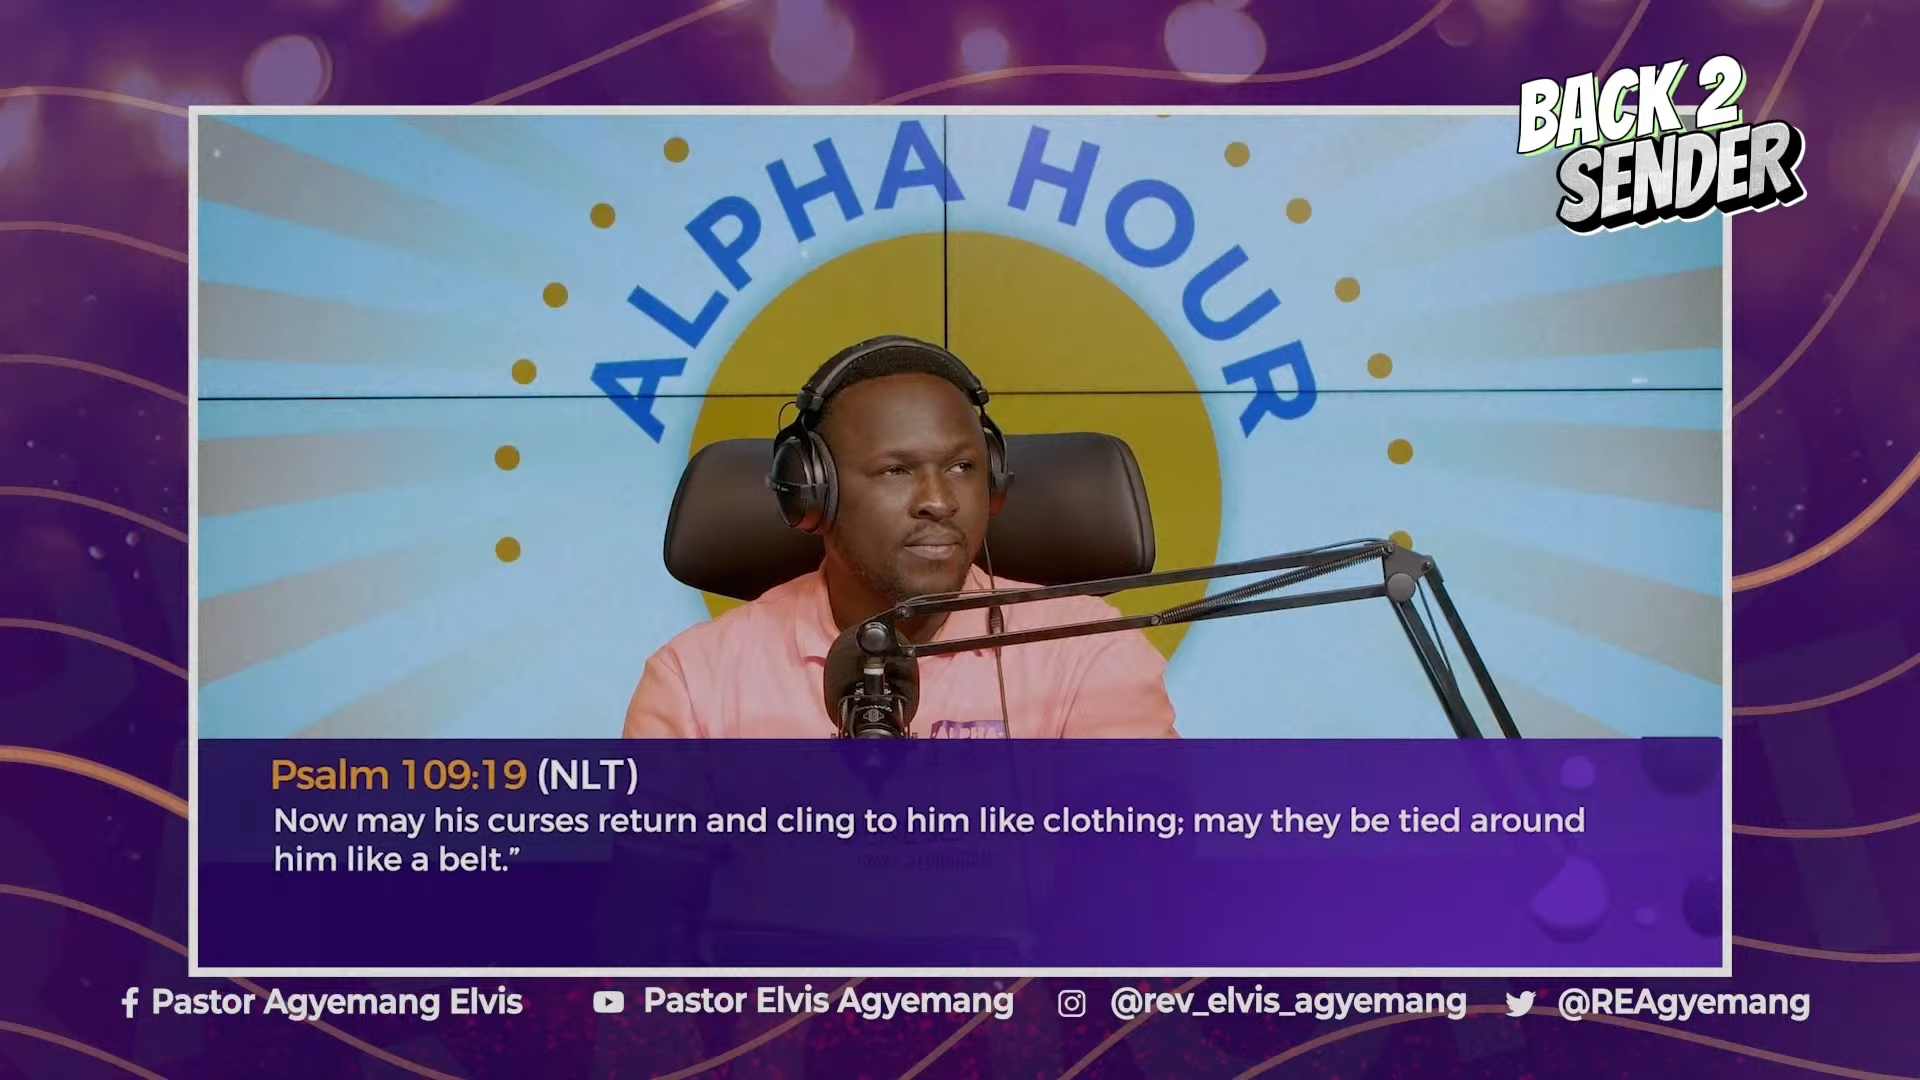 BACK 2
SENDER
ALPHA HOUR
ALPHA
Psalm 109:19 (NLT)
Now may his curses return and cling to him like clothing; may they be tied around
him like a belt.”
Pastor Agyemang Elvis
Pastor Elvis Agyemang
@rev_elvis_agyemang
@REAgyemang